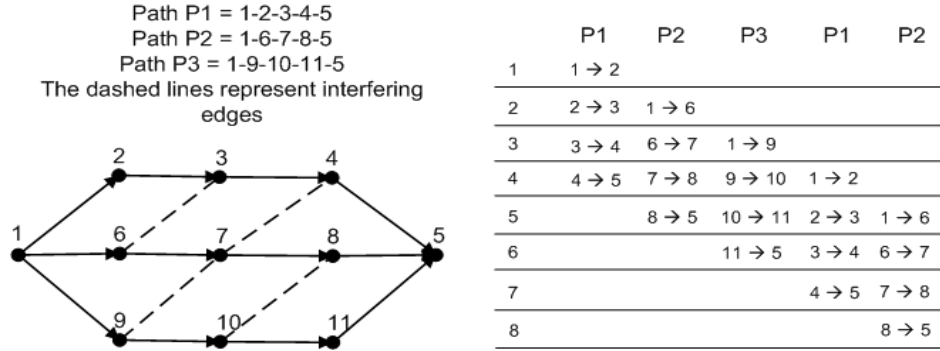 Path P1 = 1-2-3-4-5
Path P2 = 1-6-7-8-5
Path P3 = 1-9-10-11-5
The dashed lines represent interfering
edges
2 3 4
1 6 7 8 5
9 10 11
P1 P2 P3 P1 P2
1 1 → 2
2 2 → 3 1 → 6
3 3 → 4 6 → 7 1 → 9
4 4 → 5 7 → 8 9 → 10 1 → 2
5 8 → 5 10 → 11 2 → 3 1 → 6
6 11 → 5 3 → 4 6 → 7
7 4 → 5 7 → 8
8 8 → 5